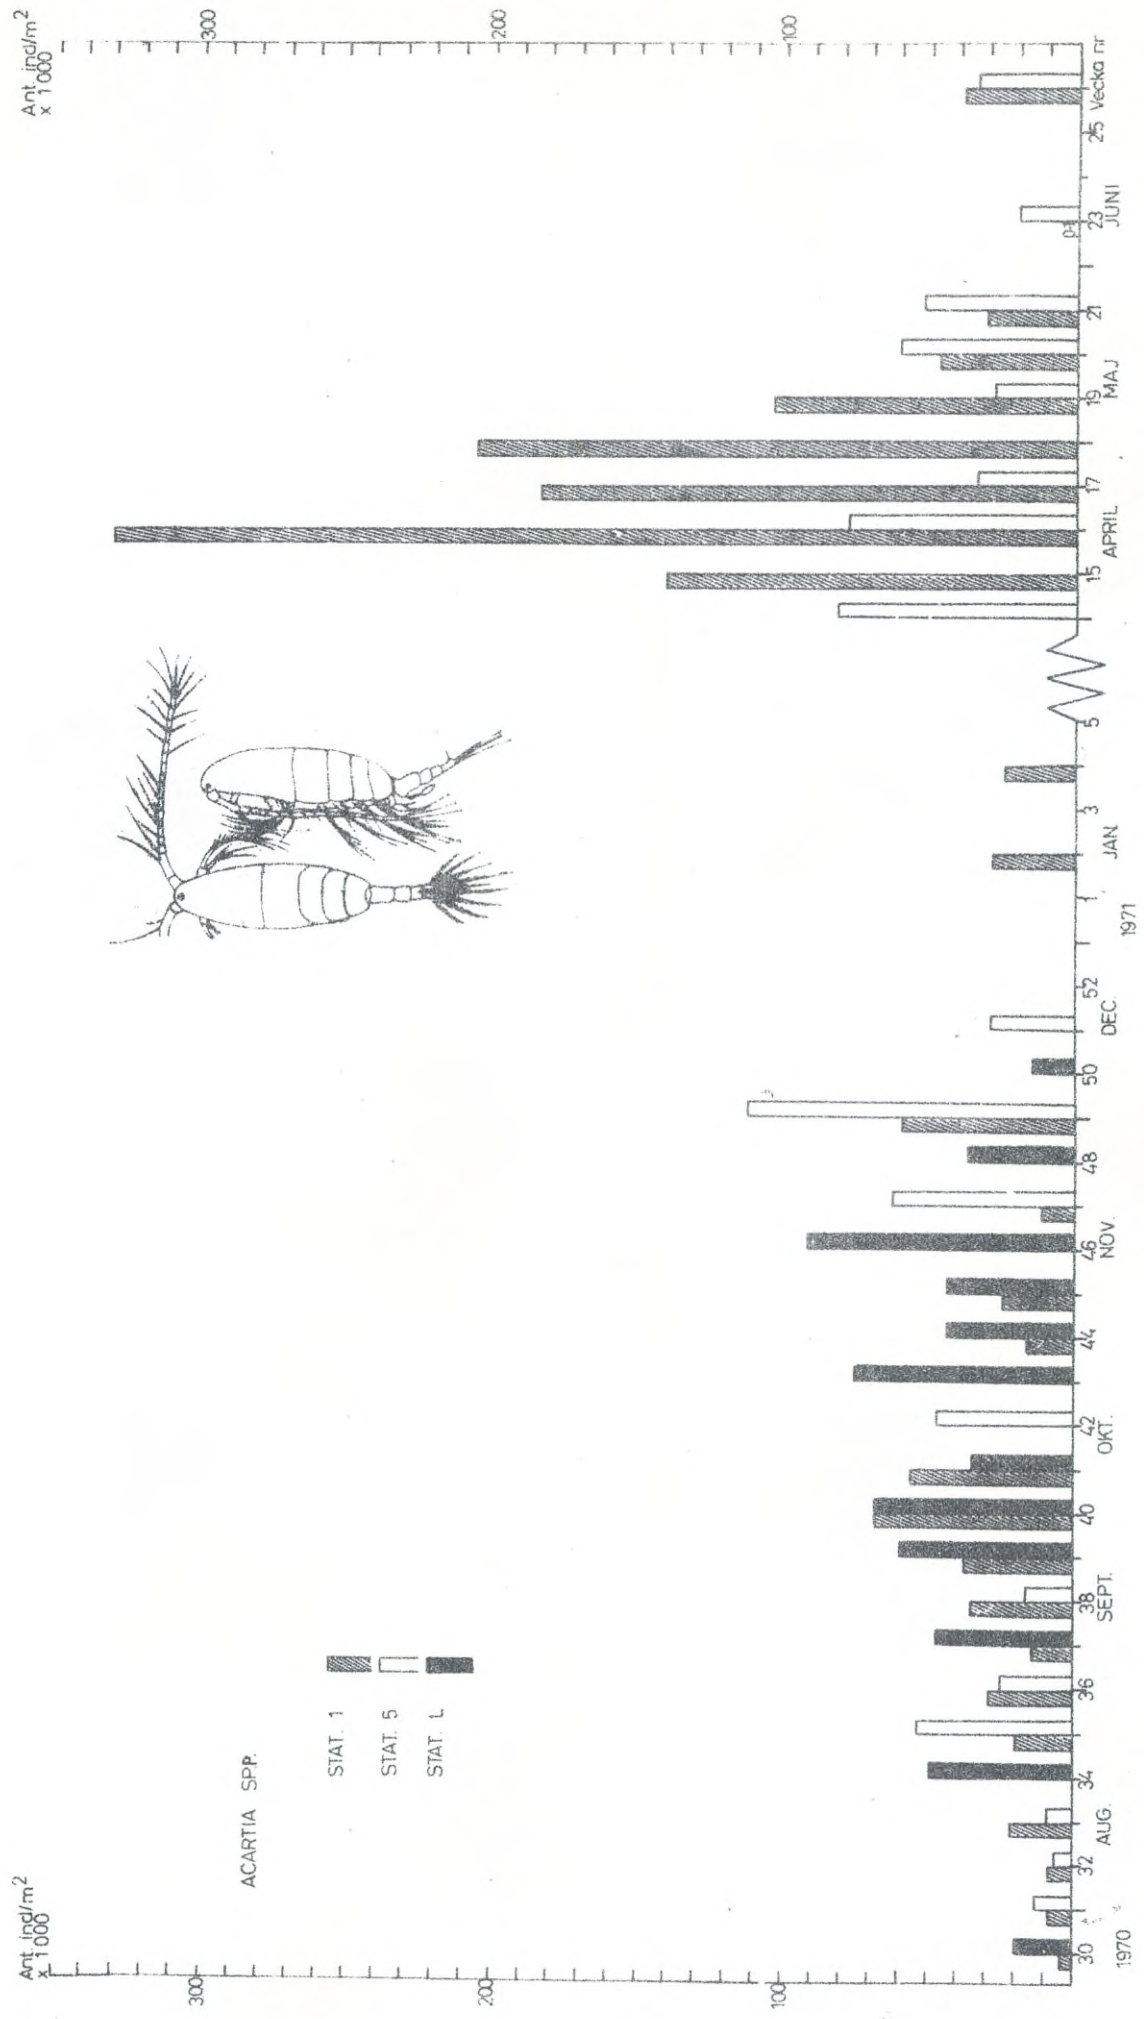 Ant. ind/m²
x 1000
300
200
100
ACARTIA SPP.
STAT. 1
STAT. 5
STAT. L
Ant. ind/m²
x 1000
300
200
100
30 32 34 36 38 40 42 44 46 48 50 52 1 3 5 15 17 19 21 23 25 Vecka nr
AUG. SEPT. OKT. NOV. DEC. JAN. APRIL MAJ JUNI
1970 1971